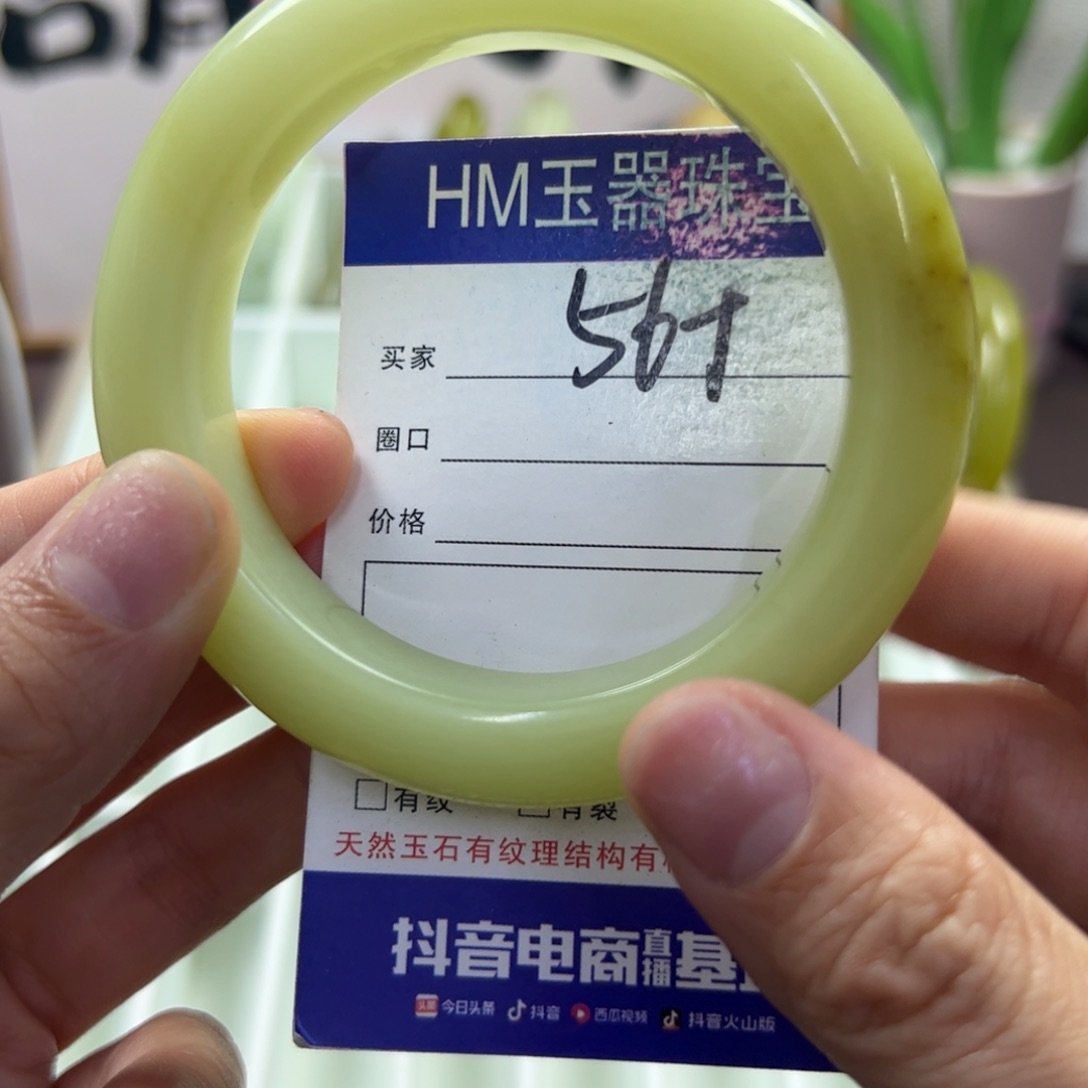 HM玉器珠宝
56+
买家
圈口
价格
有纹 有裂
天然玉石有纹理结构有
抖音电商直播基
今日头条 抖音 西瓜视频 抖音火山版